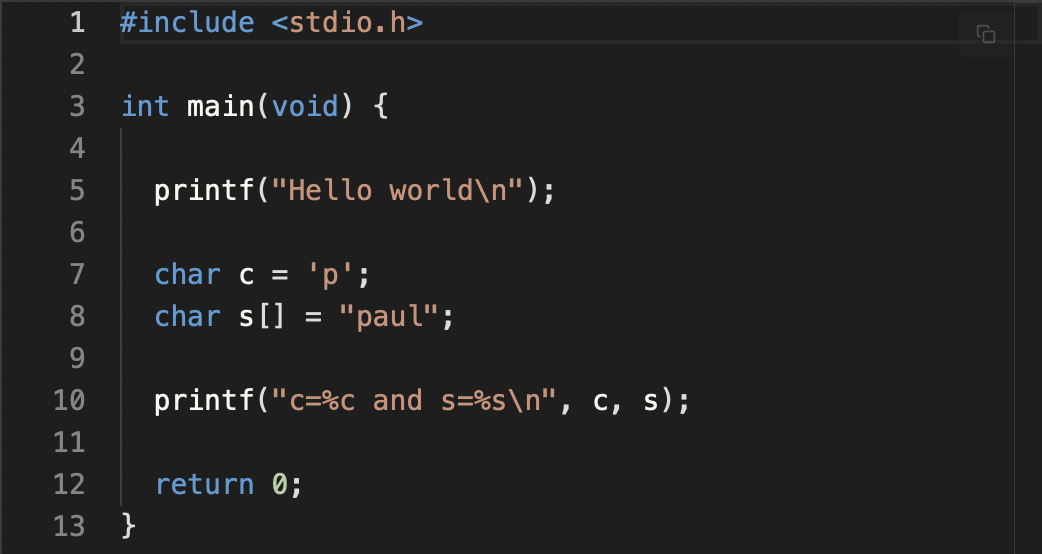 1 #include <stdio.h>
2
3 int main(void) {
4
5   printf("Hello world\n");
6
7   char c = 'p';
8   char s[] = "paul";
9
10   printf("c=%c and s=%s\n", c, s);
11
12   return 0;
13 }